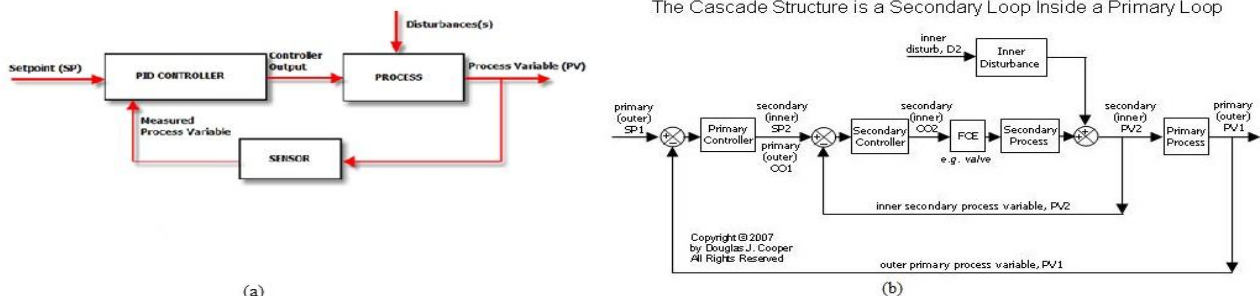 Disturbances(s)
Setpoint (SP)
PID CONTROLLER
Controller
Output
PROCESS
Process Variable (PV)
Measured
Process Variable
SENSOR
(a)
The Cascade Structure is a Secondary Loop Inside a Primary Loop
inner
disturb, D2
Inner
Disturbance
primary
(outer)
SP1
Primary
Controller
secondary
(inner)
SP2
primary
(outer)
CO1
Secondary
Controller
secondary
(inner)
CO2
FCE
e.g. valve
Secondary
Process
secondary
(inner)
PV2
Primary
Process
primary
(outer)
PV1
inner secondary process variable, PV2
Copyright © 2007
by Douglas J. Cooper
All Rights Reserved
outer primary process variable, PV1
(b)